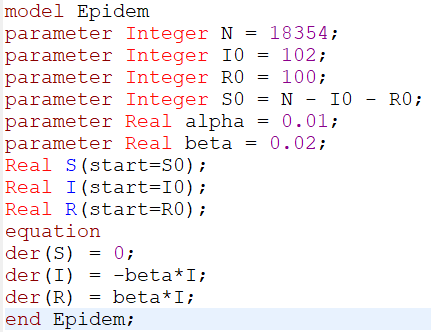 model Epidem
parameter Integer N = 18354;
parameter Integer I0 = 102;
parameter Integer R0 = 100;
parameter Integer S0 = N - I0 - R0;
parameter Real alpha = 0.01;
parameter Real beta = 0.02;
Real S(start=S0);
Real I(start=I0);
Real R(start=R0);
equation
der(S) = 0;
der(I) = -beta*I;
der(R) = beta*I;
end Epidem;